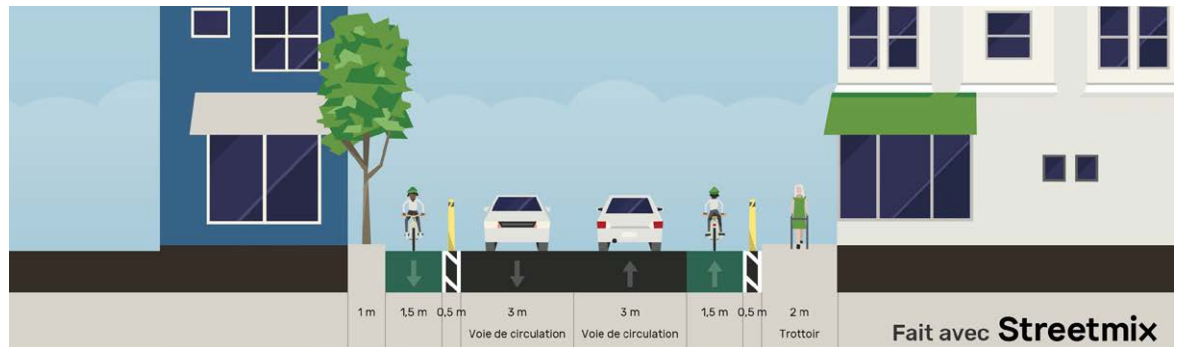 1 m 1,5 m 0,5 m 3 m 3 m 1,5 m 0,5 m 2 m
Voie de circulation Voie de circulation Trottoir
Fait avec Streetmix